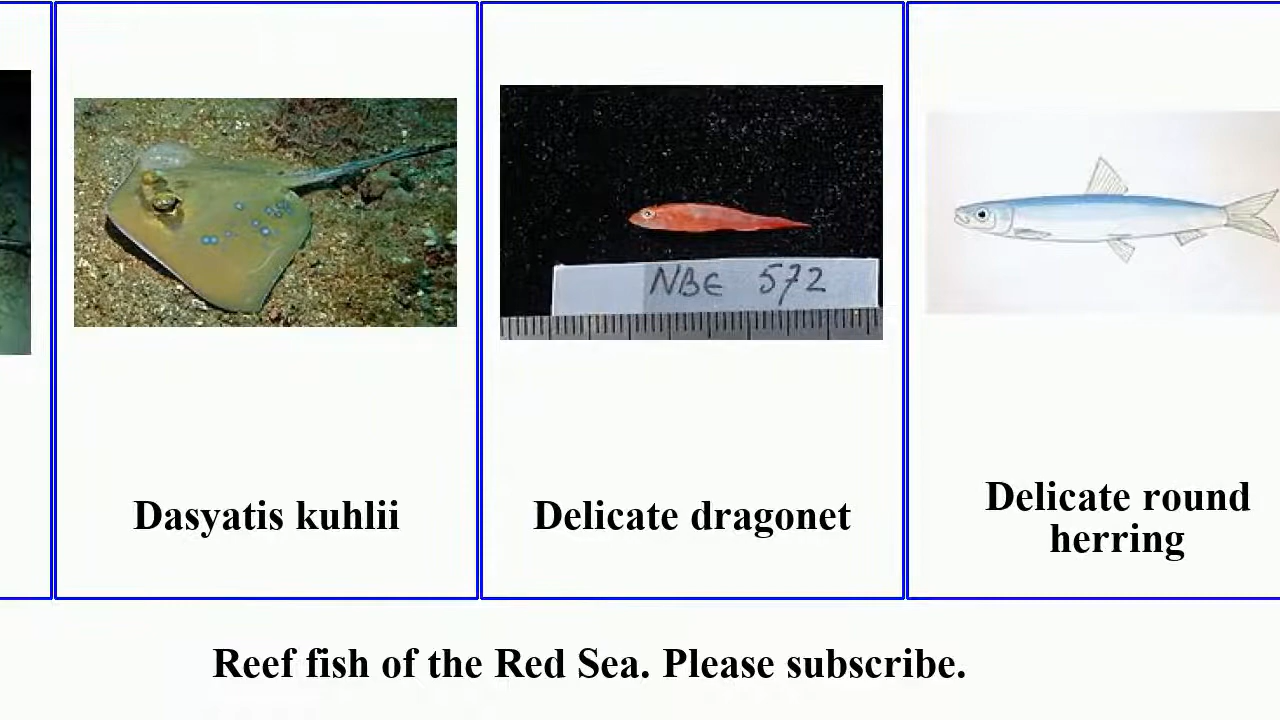 NBE 572
Dasyatis kuhlii
Delicate dragonet
Delicate round
herring
Reef fish of the Red Sea. Please subscribe.